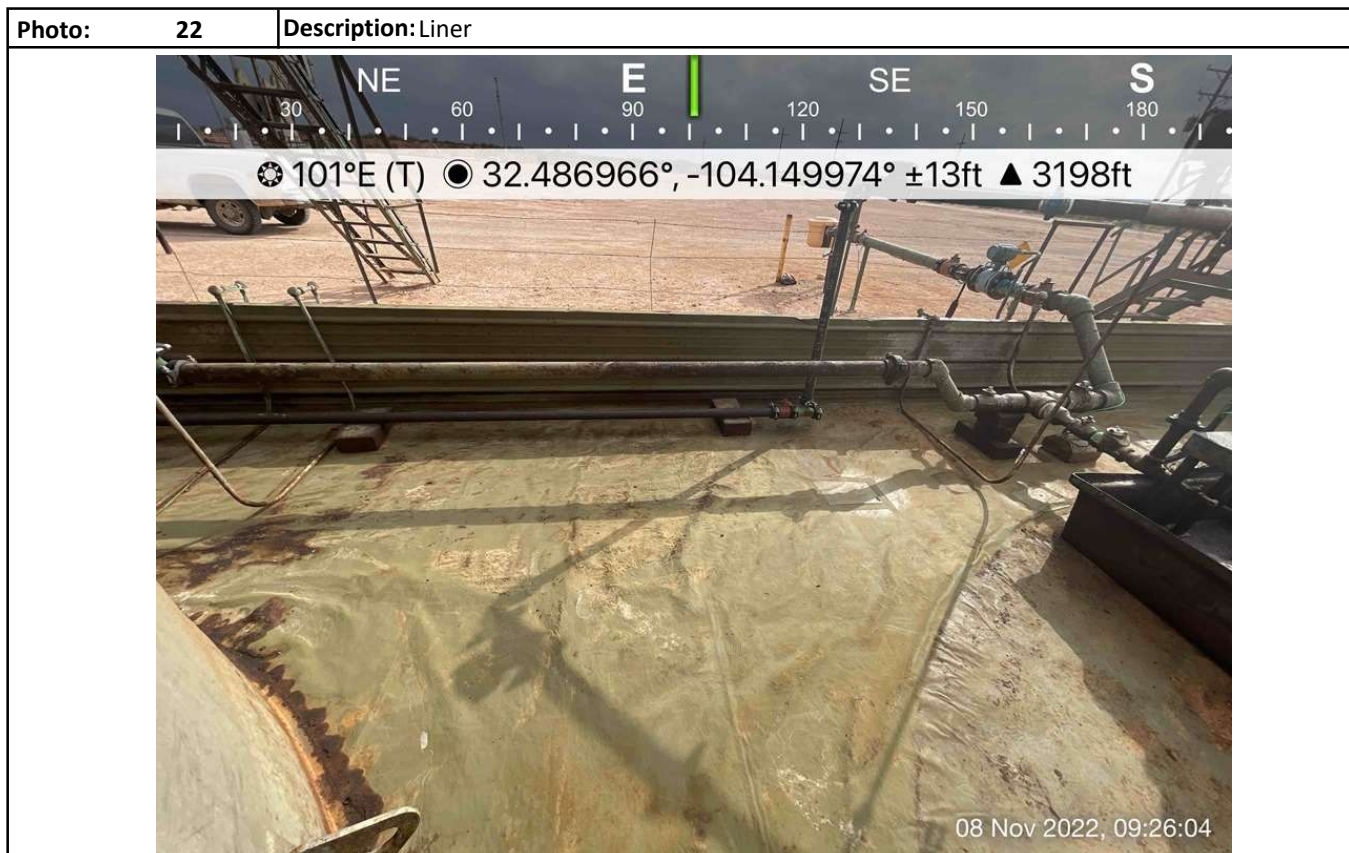 Photo: 22 Description: Liner
NE E SE S
30 60 90 120 150 180
101°E (T) 32.486966°, -104.149974° ±13ft ▲ 3198ft
08 Nov 2022, 09:26:04